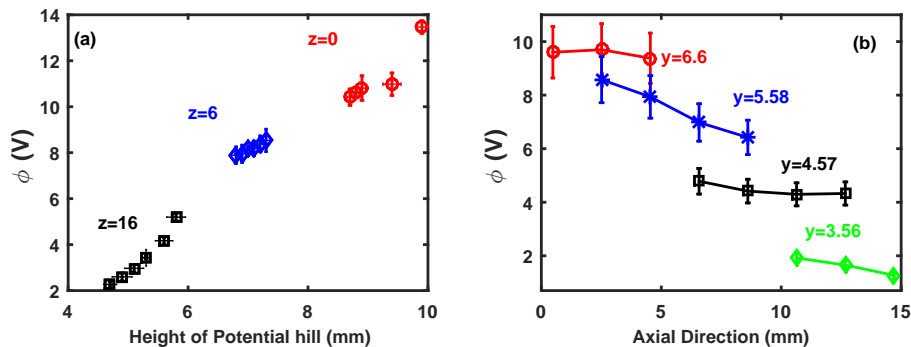 (a)
z=0
z=6
z=16
14
12
10
8
6
4
2
4
6
8
10
ϕ (V)
Height of Potential hill (mm)
(b)
y=6.6
y=5.58
y=4.57
y=3.56
10
8
6
4
2
0
5
10
15
ϕ (V)
Axial Direction (mm)